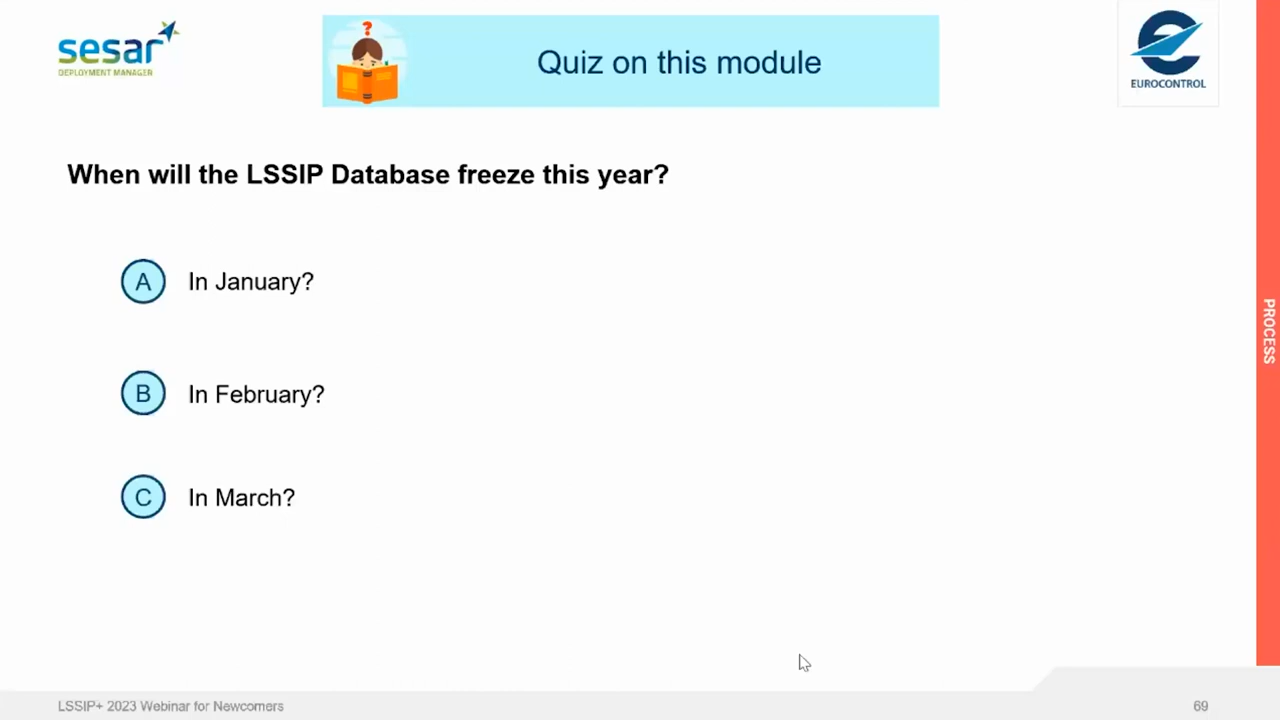 sesar
DEPLOYMENT MANAGER
?
Quiz on this module
EUROCONTROL
When will the LSSIP Database freeze this year?
A In January?
B In February?
C In March?
PROCESS
LSSIP+ 2023 Webinar for Newcomers
69